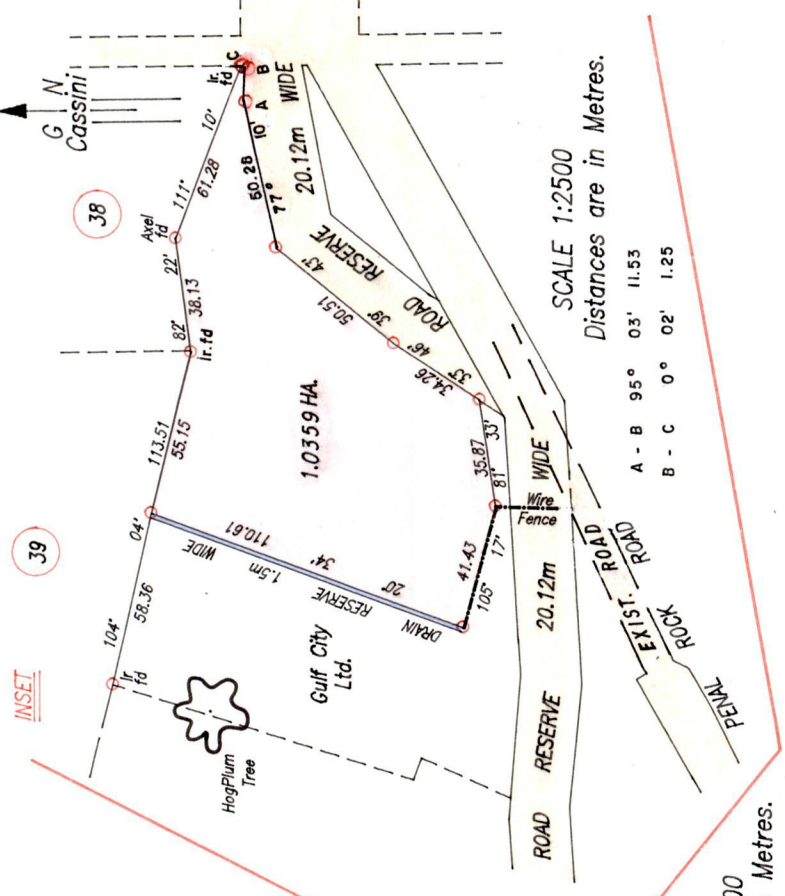 INSET
39
38
G N
Cassini
104° 04'
58.36
113.51
55.15
82° 22'
38.13
111° 10'
61.28
Ir.
fd
Ir. fd
Axel
fd
Ir.
fd
C
B
A
77° 10'
50.28
20.12m WIDE
ROAD RESERVE
39° 43'
50.51
33° 46'
34.26
81° 33'
35.87
105° 17'
41.43
20° 34'
110.61
DRAIN RESERVE 1.5m WIDE
1.0359 HA.
Gulf City
Ltd.
HogPlum
Tree
Wire
Fence
ROAD RESERVE 20.12m WIDE
EXIST. ROAD
PENAL ROCK ROAD
SCALE 1:2500
Distances are in Metres.
A - B 95° 03' 11.53
B - C 0° 02' 1.25
00
Metres.